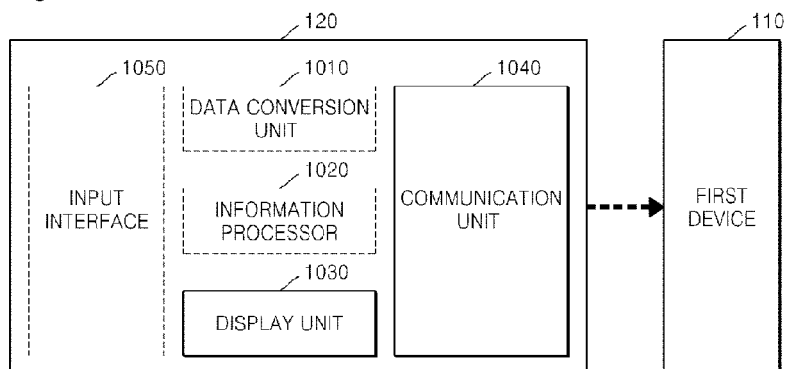 120
110
1050
1010
1040
DATA CONVERSION
UNIT
1020
INPUT
INTERFACE
INFORMATION
PROCESSOR
COMMUNICATION
UNIT
FIRST
DEVICE
1030
DISPLAY UNIT